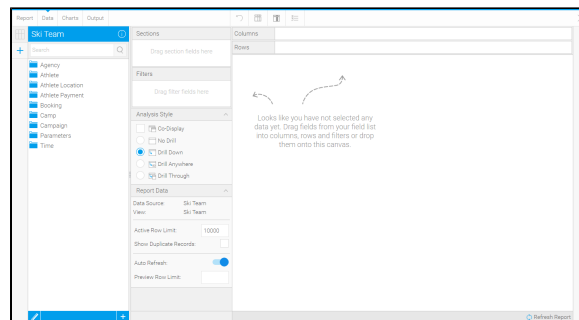 Report Data Charts Output
Ski Team
Search
Agency
Athlete
Athlete Location
Athlete Payment
Booking
Camp
Campaign
Parameters
Time
Sections
Drag section fields here
Filters
Drag filter fields here
Analysis Style
Co-Display
No Drill
Drill Down
Drill Anywhere
Drill Through
Report Data
Data Source: Ski Team
View: Ski Team
Active Row Limit: 10000
Show Duplicate Records:
Auto Refresh:
Preview Row Limit:
Columns
Rows
Looks like you have not selected any
data yet. Drag fields from your field list
into columns, rows and filters or drop
them onto this canvas.
Refresh Report